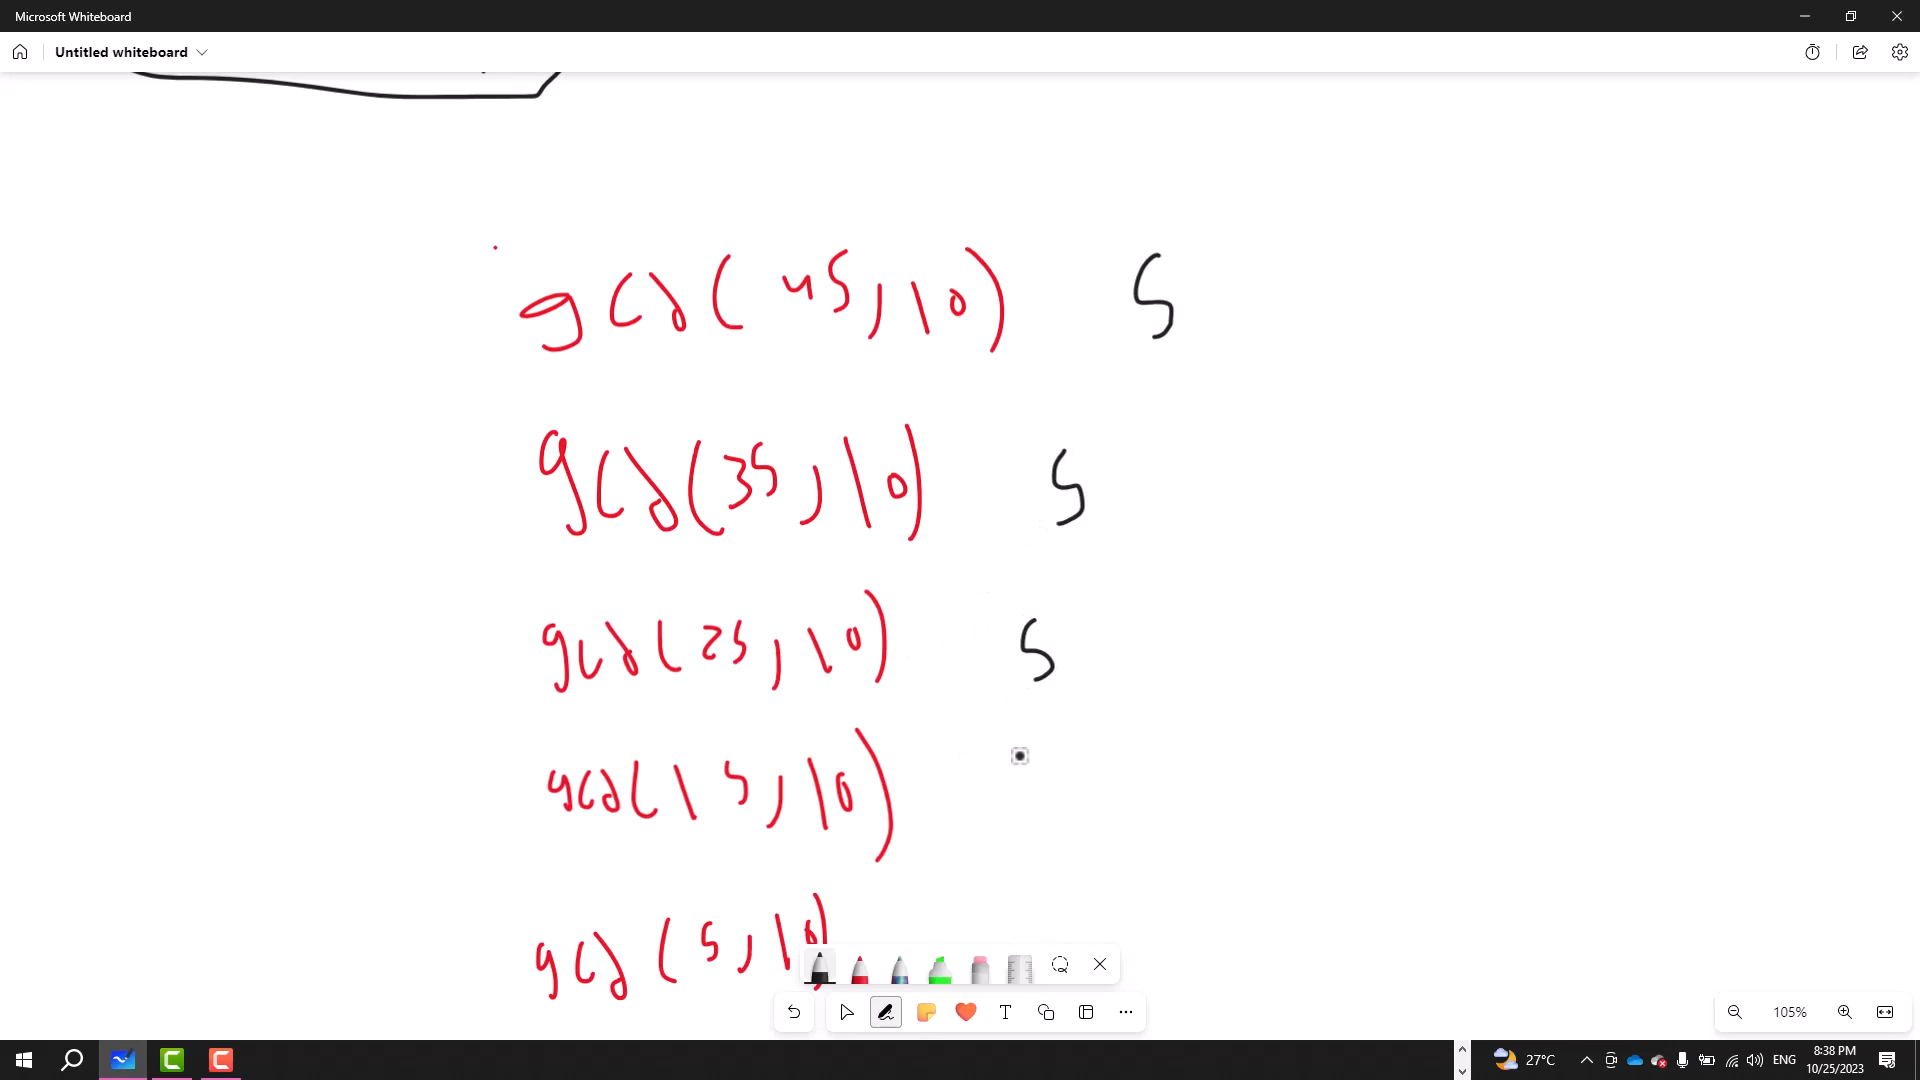 Microsoft Whiteboard
Untitled whiteboard
gcd( 45, 10) 5
gcd(35, 10) 5
gcd(25, 10) 5
gcd(15, 10)
gcd (5, 10)
T
105%
27°C
ENG
8:38 PM
10/25/2023